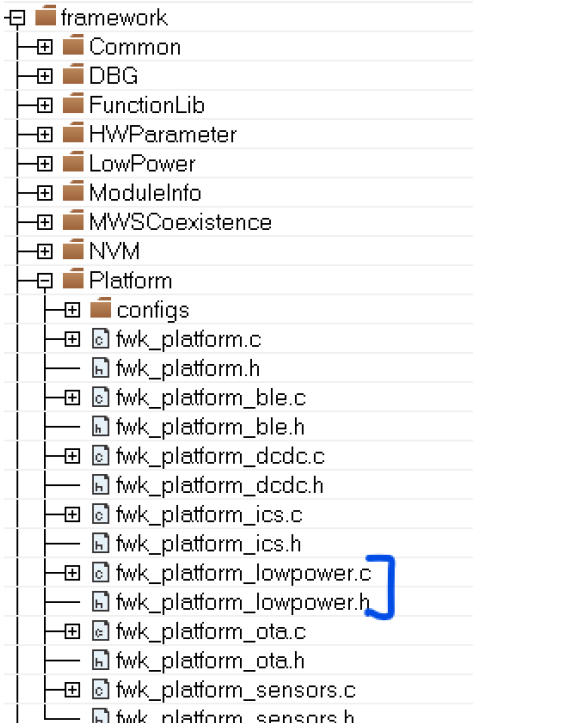 framework
Common
DBG
FunctionLib
HWParameter
LowPower
ModuleInfo
MWSCoexistence
NVM
Platform
configs
fwk_platform.c
fwk_platform.h
fwk_platform_ble.c
fwk_platform_ble.h
fwk_platform_dcdc.c
fwk_platform_dcdc.h
fwk_platform_ics.c
fwk_platform_ics.h
fwk_platform_lowpower.c
fwk_platform_lowpower.h
fwk_platform_ota.c
fwk_platform_ota.h
fwk_platform_sensors.c
fwk_platform_sensors.h